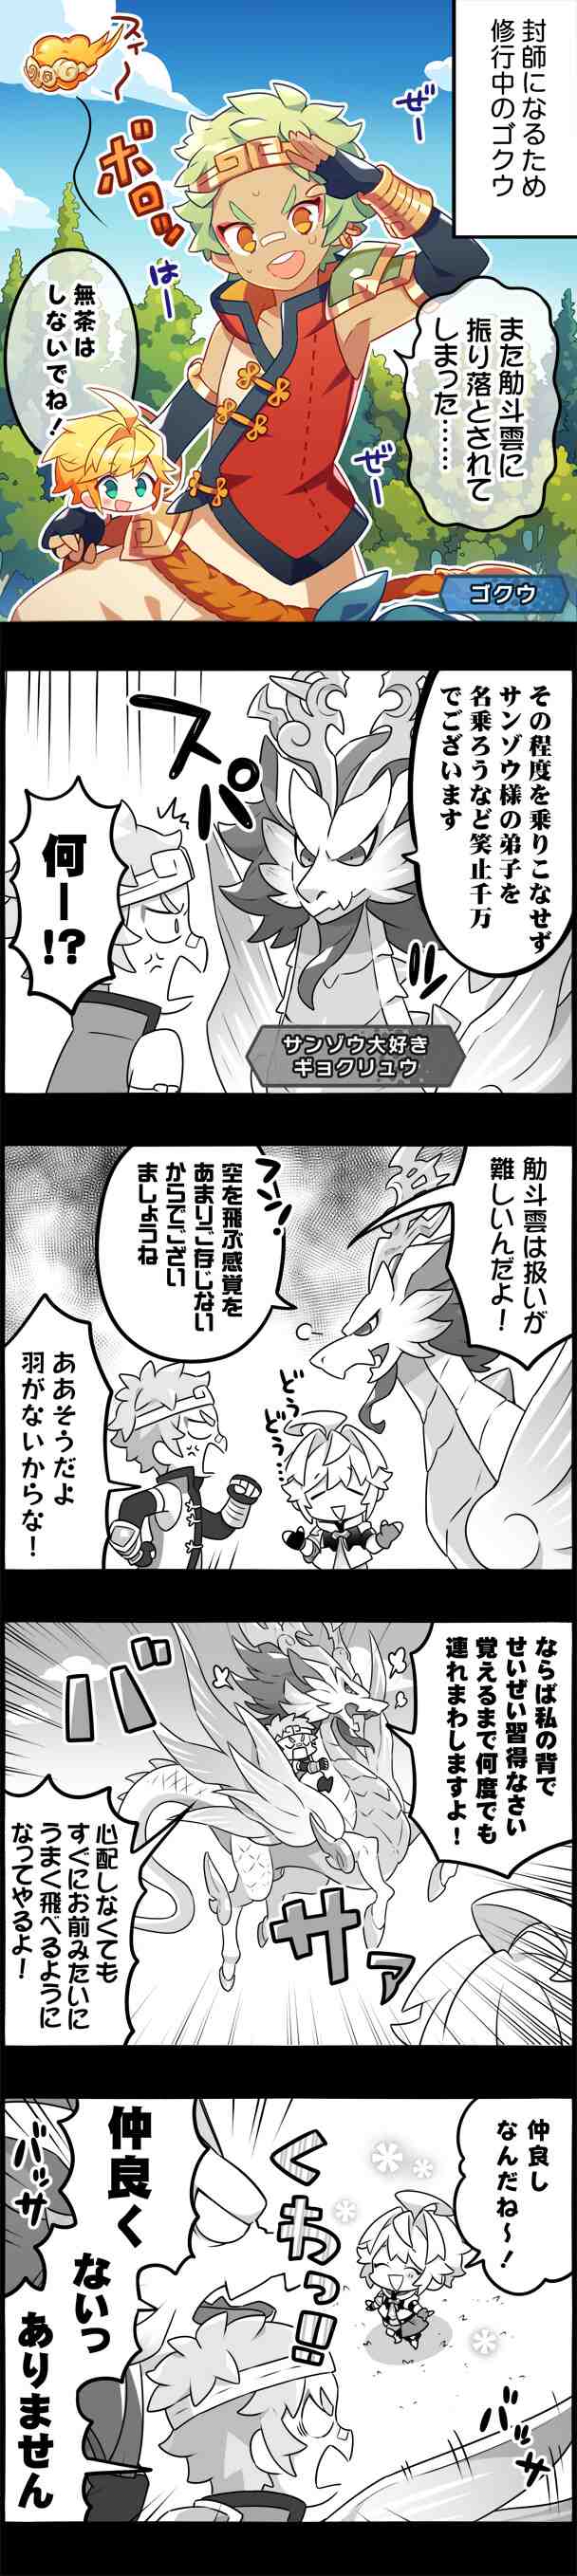 封師になるため
修行中のゴクウ
スィ〜
ボロッ
ぜー
はー
ぜー
また觔斗雲に
振り落とされて
しまった……
無茶は
しないでね！
ゴクウ
その程度を乗りこなせず
サンゾウ様の弟子を
名乗ろうなど笑止千万
でございます
スパッ
何ー!?
サンゾウ大好き
ギョクリュウ
觔斗雲は扱いが
難しいんだよ！
フン！
空を飛ぶ感覚を
あまりご存じない
からでござい
ましょうね
どう
どう…
ああそうだよ
羽がないからな！
ならば私の背で
せいぜい習得なさい
覚えるまで何度でも
連れまわしますよ！
バッ
サァ
心配しなくても
すぐにお前みたいに
うまく飛べるように
なってやるよ！
仲良し
なんだね〜！
くわっ!!
仲良く
ないっ
ありません
バッサ
バッサ